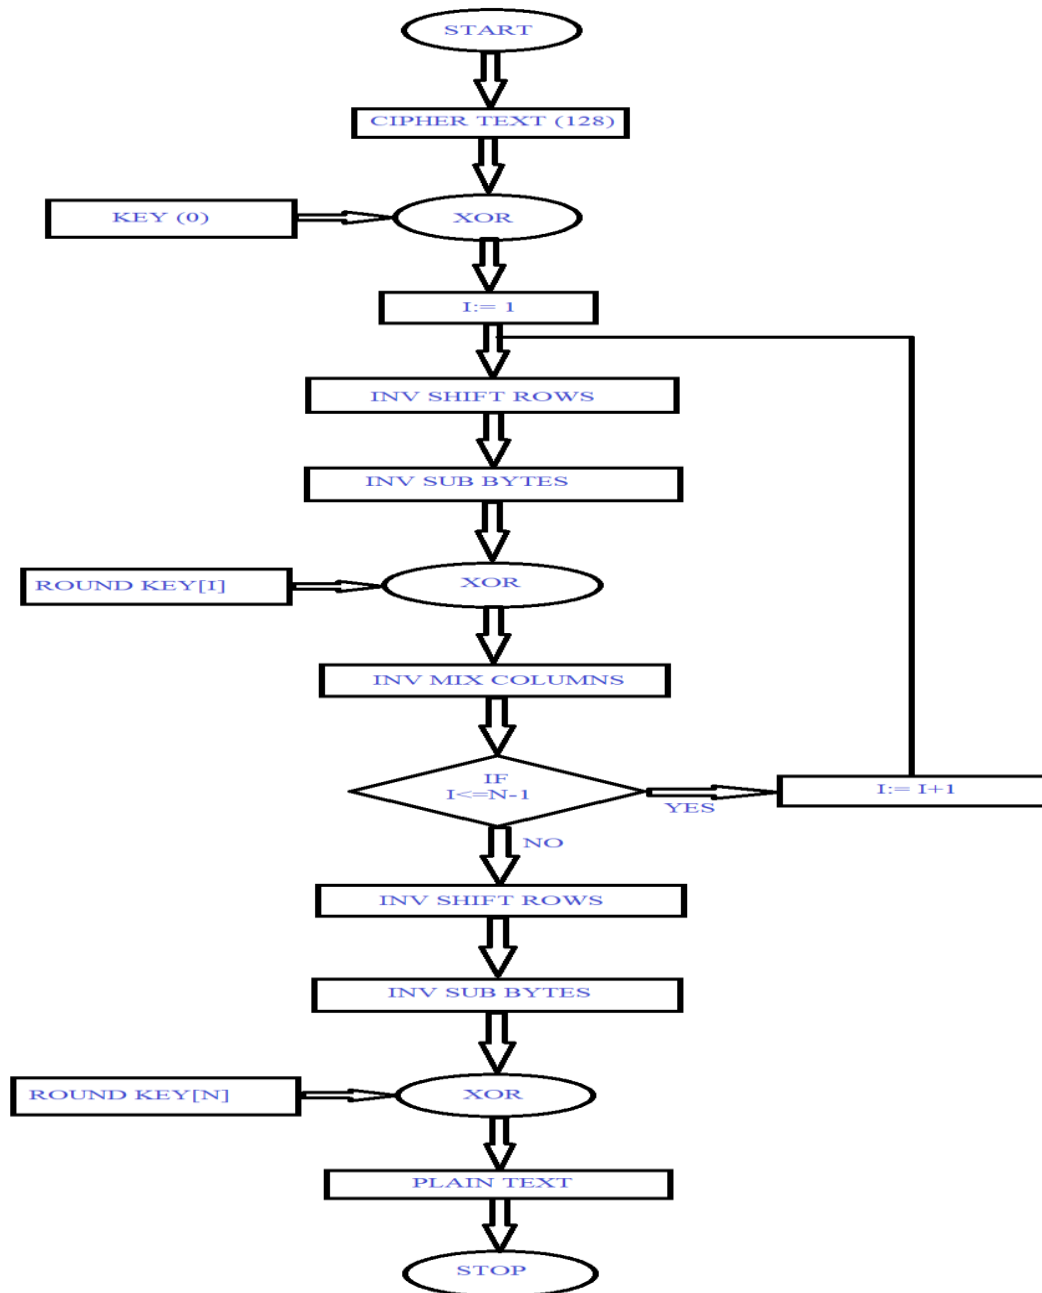 START
CIPHER TEXT (128)
KEY (0)
XOR
I:= 1
INV SHIFT ROWS
INV SUB BYTES
ROUND KEY[I]
XOR
INV MIX COLUMNS
IF
I<=N-1
YES
I:= I+1
NO
INV SHIFT ROWS
INV SUB BYTES
ROUND KEY[N]
XOR
PLAIN TEXT
STOP